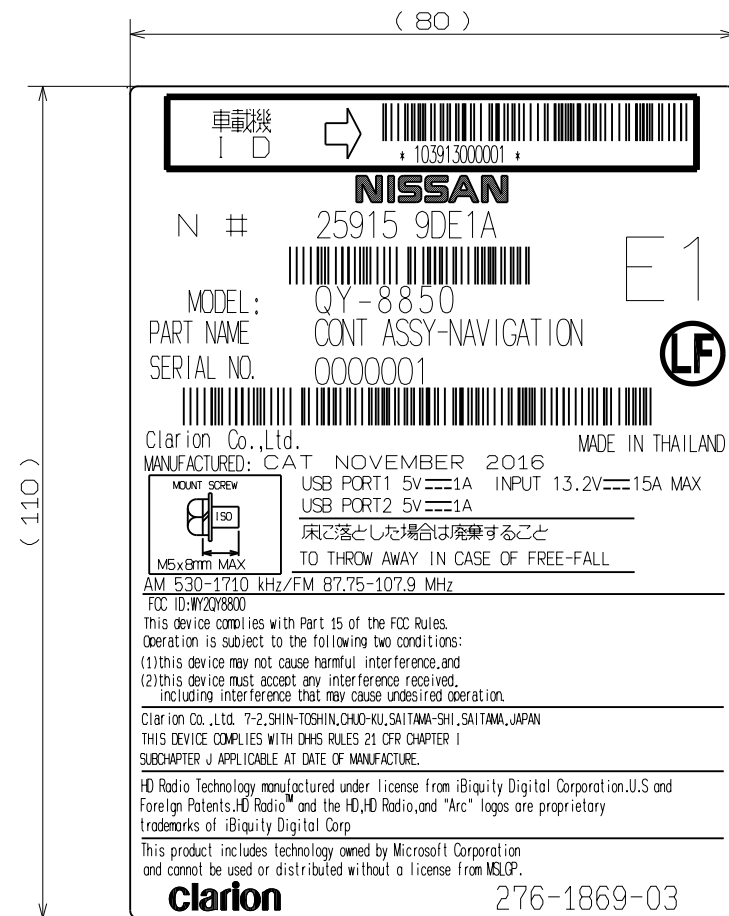 ( 80 )
( 110 )
車載機
I D
* 103913000001 *
NISSAN
N # 25915 9DE1A
E1
MODEL: QY-8850
PART NAME CONT ASSY-NAVIGATION
LF
SERIAL NO. 0000001
Clarion Co.,Ltd. MADE IN THAILAND
MANUFACTURED: CAT NOVEMBER 2016
MOUNT SCREW
ISO
M5x8mm MAX
USB PORT1 5V⎓1A INPUT 13.2V⎓15A MAX
USB PORT2 5V⎓1A
床に落とした場合は廃棄すること
TO THROW AWAY IN CASE OF FREE-FALL
AM 530-1710 kHz/FM 87.75-107.9 MHz
FCC ID:WY2QY8800
This device complies with Part 15 of the FCC Rules.
Operation is subject to the following two conditions:
(1)this device may not cause harmful interference,and
(2)this device must accept any interference received,
including interference that may cause undesired operation.
Clarion Co.,Ltd. 7-2,SHIN-TOSHIN,CHUO-KU,SAITAMA-SHI,SAITAMA,JAPAN
THIS DEVICE COMPLIES WITH DHHS RULES 21 CFR CHAPTER I
SUBCHAPTER J APPLICABLE AT DATE OF MANUFACTURE.
HD Radio Technology manufactured under license from iBiquity Digital Corporation.U.S and
Forelgn Patents.HD Radio™ and the HD,HD Radio,and "Arc" logos are proprietary
trademarks of iBiquity Digital Corp
This product includes technology owned by Microsoft Corporation
and cannot be used or distributed without a license from MSLGP.
clarion 276-1869-03